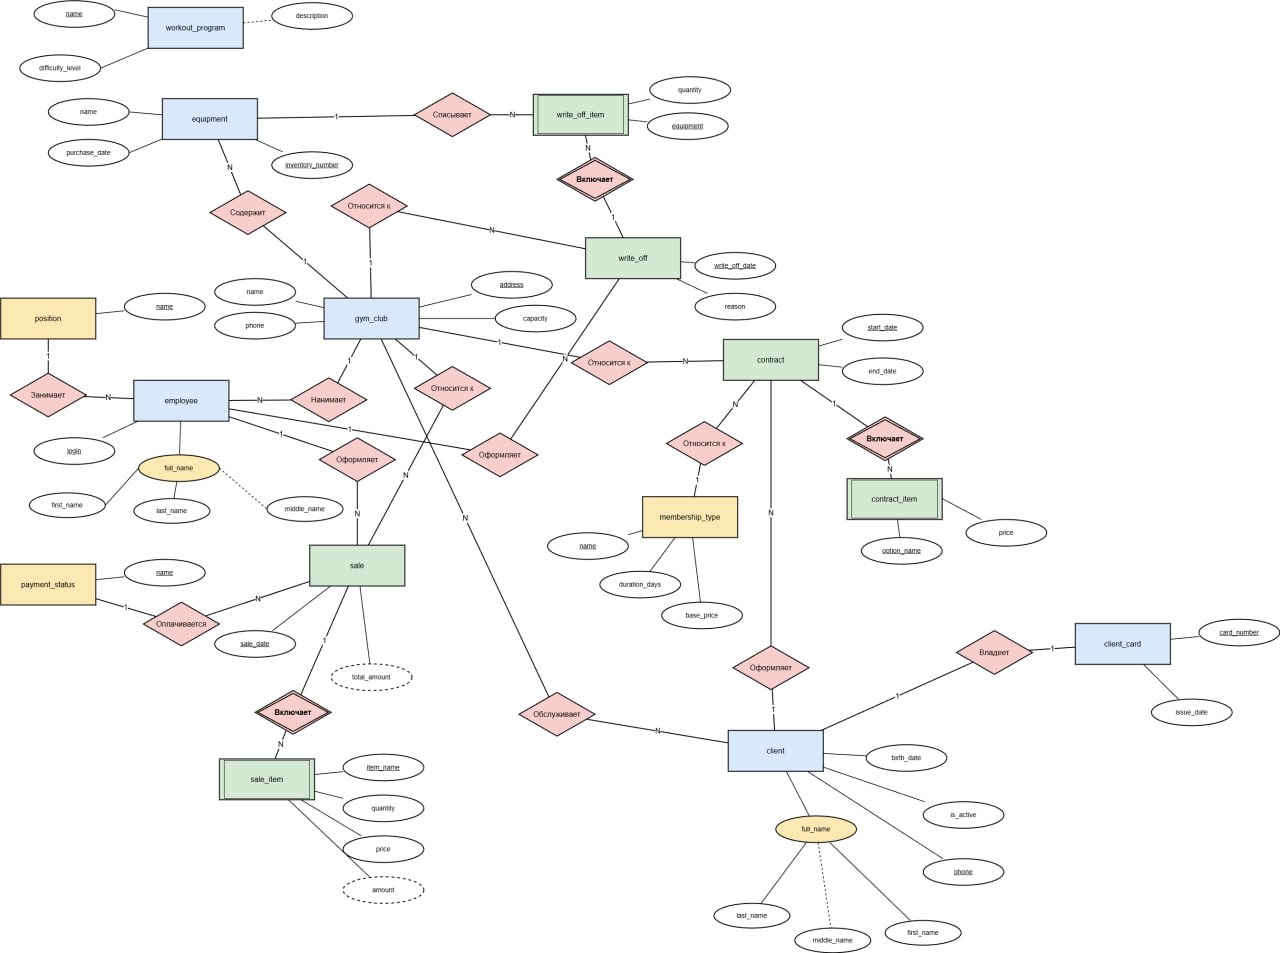 name
workout_program
description
difficulty_level
quantity
name
equipment
1
Списывает
N
write_off_item
equipment
purchase_date
inventory_number
N
N
Включает
Содержит
Относится к
N
1
1
1
write_off
write_off_date
reason
name
address
phone
gym_club
capacity
position
name
1
1
1
N
Относится к
N
contract
start_date
end_date
1
Занимает
N
employee
N
Нанимает
1
Относится к
N
1
login
1
1
Оформляет
Оформляет
Относится к
Включает
full_name
N
1
N
first_name
last_name
middle_name
N
N
N
membership_type
contract_item
price
name
option_name
payment_status
name
sale
duration_days
base_price
1
N
Оплачивается
sale_date
1
total_amount
Оформляет
Владеет
1
client_card
card_number
1
1
issue_date
Включает
Обслуживает
N
N
client
birth_date
sale_item
item_name
quantity
is_active
full_name
price
phone
amount
last_name
middle_name
first_name